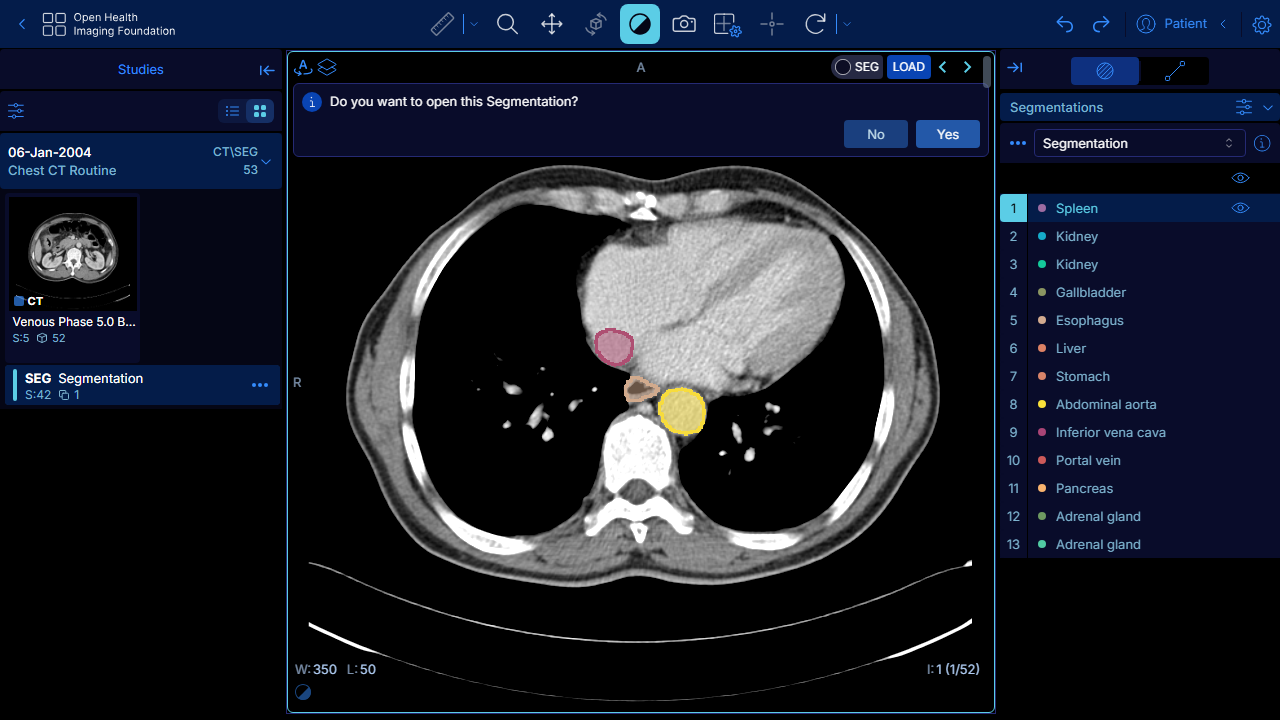 Open Health
Imaging Foundation
Patient
Studies
A
SEG
LOAD
Do you want to open this Segmentation?
No
Yes
06-Jan-2004
CT\SEG
Chest CT Routine
53
CT
Venous Phase 5.0 B...
S:5
52
SEG Segmentation
S:42
1
R
W:350 L:50
I:1 (1/52)
Segmentations
Segmentation
1 Spleen
2 Kidney
3 Kidney
4 Gallbladder
5 Esophagus
6 Liver
7 Stomach
8 Abdominal aorta
9 Inferior vena cava
10 Portal vein
11 Pancreas
12 Adrenal gland
13 Adrenal gland